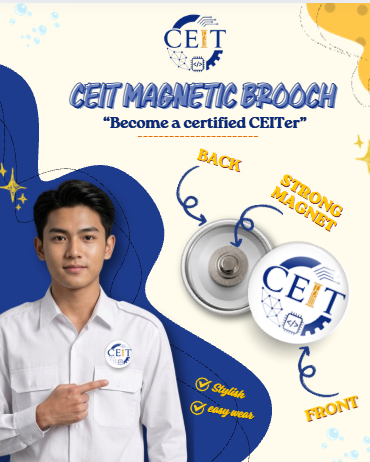 CEIT
CEIT MAGNETIC BROOCH
“Become a certified CEITer”
BACK
STRONG
MAGNET
CEIT
CEIT
Stylish
easy wear
FRONT